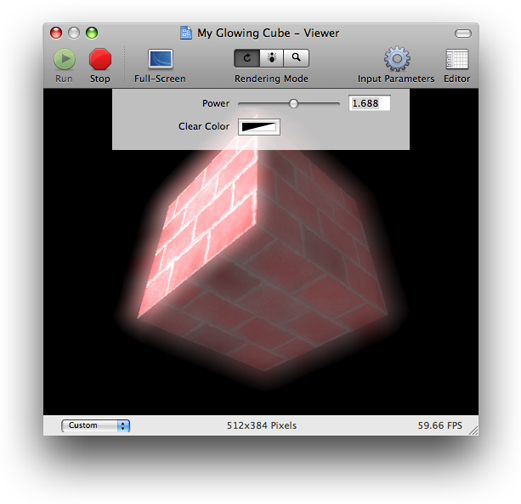 My Glowing Cube – Viewer
Run Stop Full-Screen Rendering Mode Input Parameters Editor
Power 1.688
Clear Color
Custom 512x384 Pixels 59.66 FPS